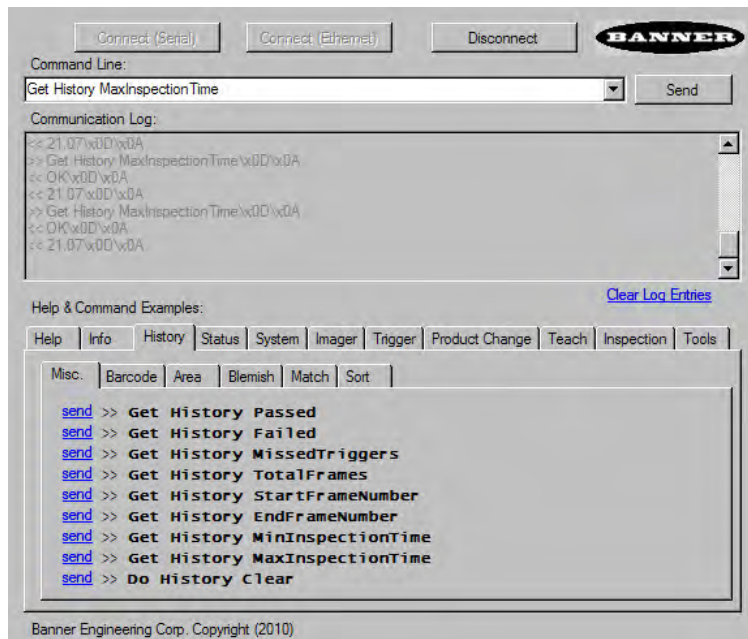 Connect (Serial) Connect (Ethernet) Disconnect BANNER
Command Line:
Get History MaxInspectionTime Send
Communication Log:
<< 21.07\x0D\x0A
>> Get History MaxInspectionTime\x0D\x0A
<< OK\x0D\x0A
<< 21.07\x0D\x0A
>> Get History MaxInspectionTime\x0D\x0A
<< OK\x0D\x0A
<< 21.07\x0D\x0A
Clear Log Entries
Help & Command Examples:
Help Info History Status System Imager Trigger Product Change Teach Inspection Tools
Misc. Barcode Area Blemish Match Sort
send >> Get History Passed
send >> Get History Failed
send >> Get History MissedTriggers
send >> Get History TotalFrames
send >> Get History StartFrameNumber
send >> Get History EndFrameNumber
send >> Get History MinInspectionTime
send >> Get History MaxInspectionTime
send >> Do History Clear
Banner Engineering Corp. Copyright (2010)